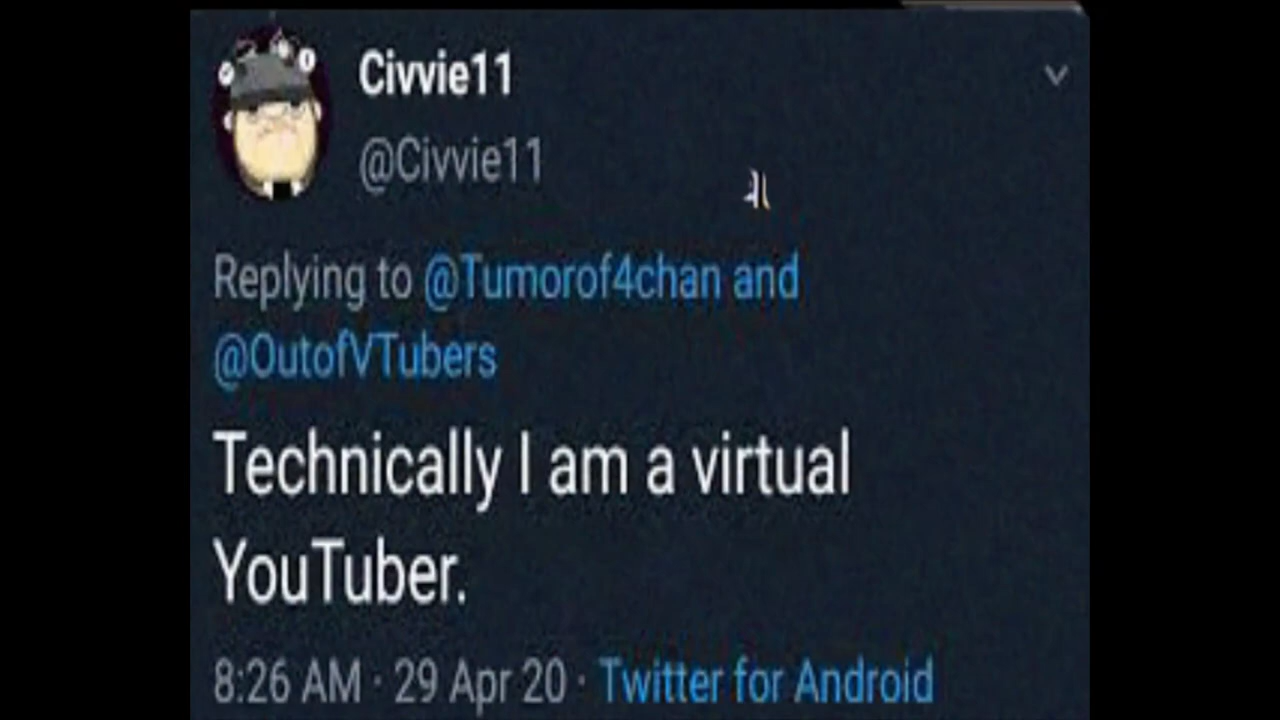 Civvie11
@Civvie11
Replying to @Tumorof4chan and
@OutofVTubers
Technically I am a virtual
YouTuber.
8:26 AM · 29 Apr 20 · Twitter for Android